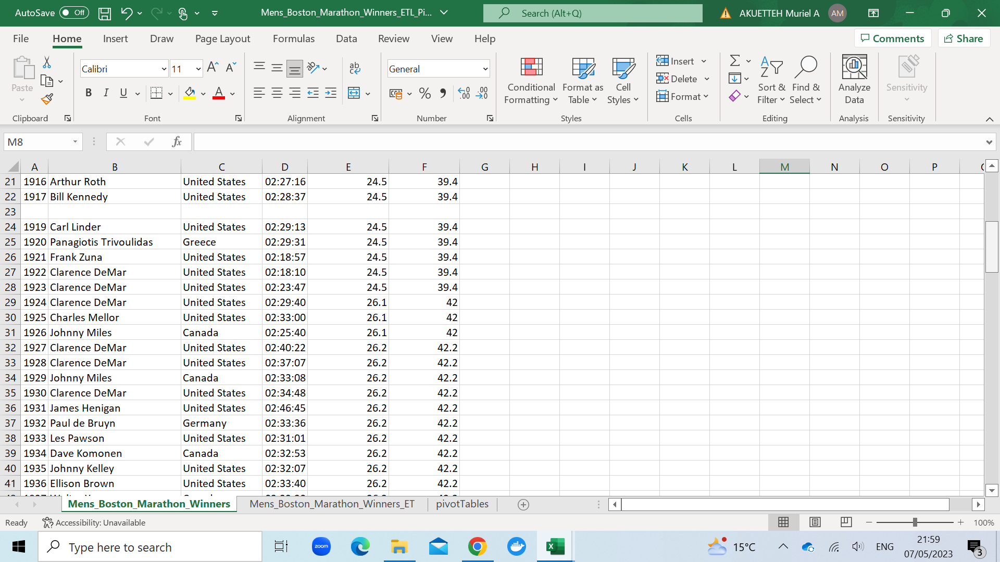 AutoSave Off Mens_Boston_Marathon_Winners_ETL_Pi... Search (Alt+Q) AKUETTEH Muriel A AM
File Home Insert Draw Page Layout Formulas Data Review View Help Comments Share
Paste Calibri 11 General Conditional Formatting Format as Table Cell Styles Insert Delete Format Sort & Filter Find & Select Analyze Data Sensitivity
Clipboard Font Alignment Number Styles Cells Editing Analysis Sensitivity
M8 fx
A B C D E F G H I J K L M N O P
21 1916 Arthur Roth United States 02:27:16 24.5 39.4
22 1917 Bill Kennedy United States 02:28:37 24.5 39.4
23
24 1919 Carl Linder United States 02:29:13 24.5 39.4
25 1920 Panagiotis Trivoulidas Greece 02:29:31 24.5 39.4
26 1921 Frank Zuna United States 02:18:57 24.5 39.4
27 1922 Clarence DeMar United States 02:18:10 24.5 39.4
28 1923 Clarence DeMar United States 02:23:47 24.5 39.4
29 1924 Clarence DeMar United States 02:29:40 26.1 42
30 1925 Charles Mellor United States 02:33:00 26.1 42
31 1926 Johnny Miles Canada 02:25:40 26.1 42
32 1927 Clarence DeMar United States 02:40:22 26.2 42.2
33 1928 Clarence DeMar United States 02:37:07 26.2 42.2
34 1929 Johnny Miles Canada 02:33:08 26.2 42.2
35 1930 Clarence DeMar United States 02:34:48 26.2 42.2
36 1931 James Henigan United States 02:46:45 26.2 42.2
37 1932 Paul de Bruyn Germany 02:33:36 26.2 42.2
38 1933 Les Pawson United States 02:31:01 26.2 42.2
39 1934 Dave Komonen Canada 02:32:53 26.2 42.2
40 1935 Johnny Kelley United States 02:32:07 26.2 42.2
41 1936 Ellison Brown United States 02:33:40 26.2 42.2
Mens_Boston_Marathon_Winners Mens_Boston_Marathon_Winners_ET pivotTables
Ready Accessibility: Unavailable 100%
Type here to search zoom 15°C ENG 21:59
07/05/2023 3